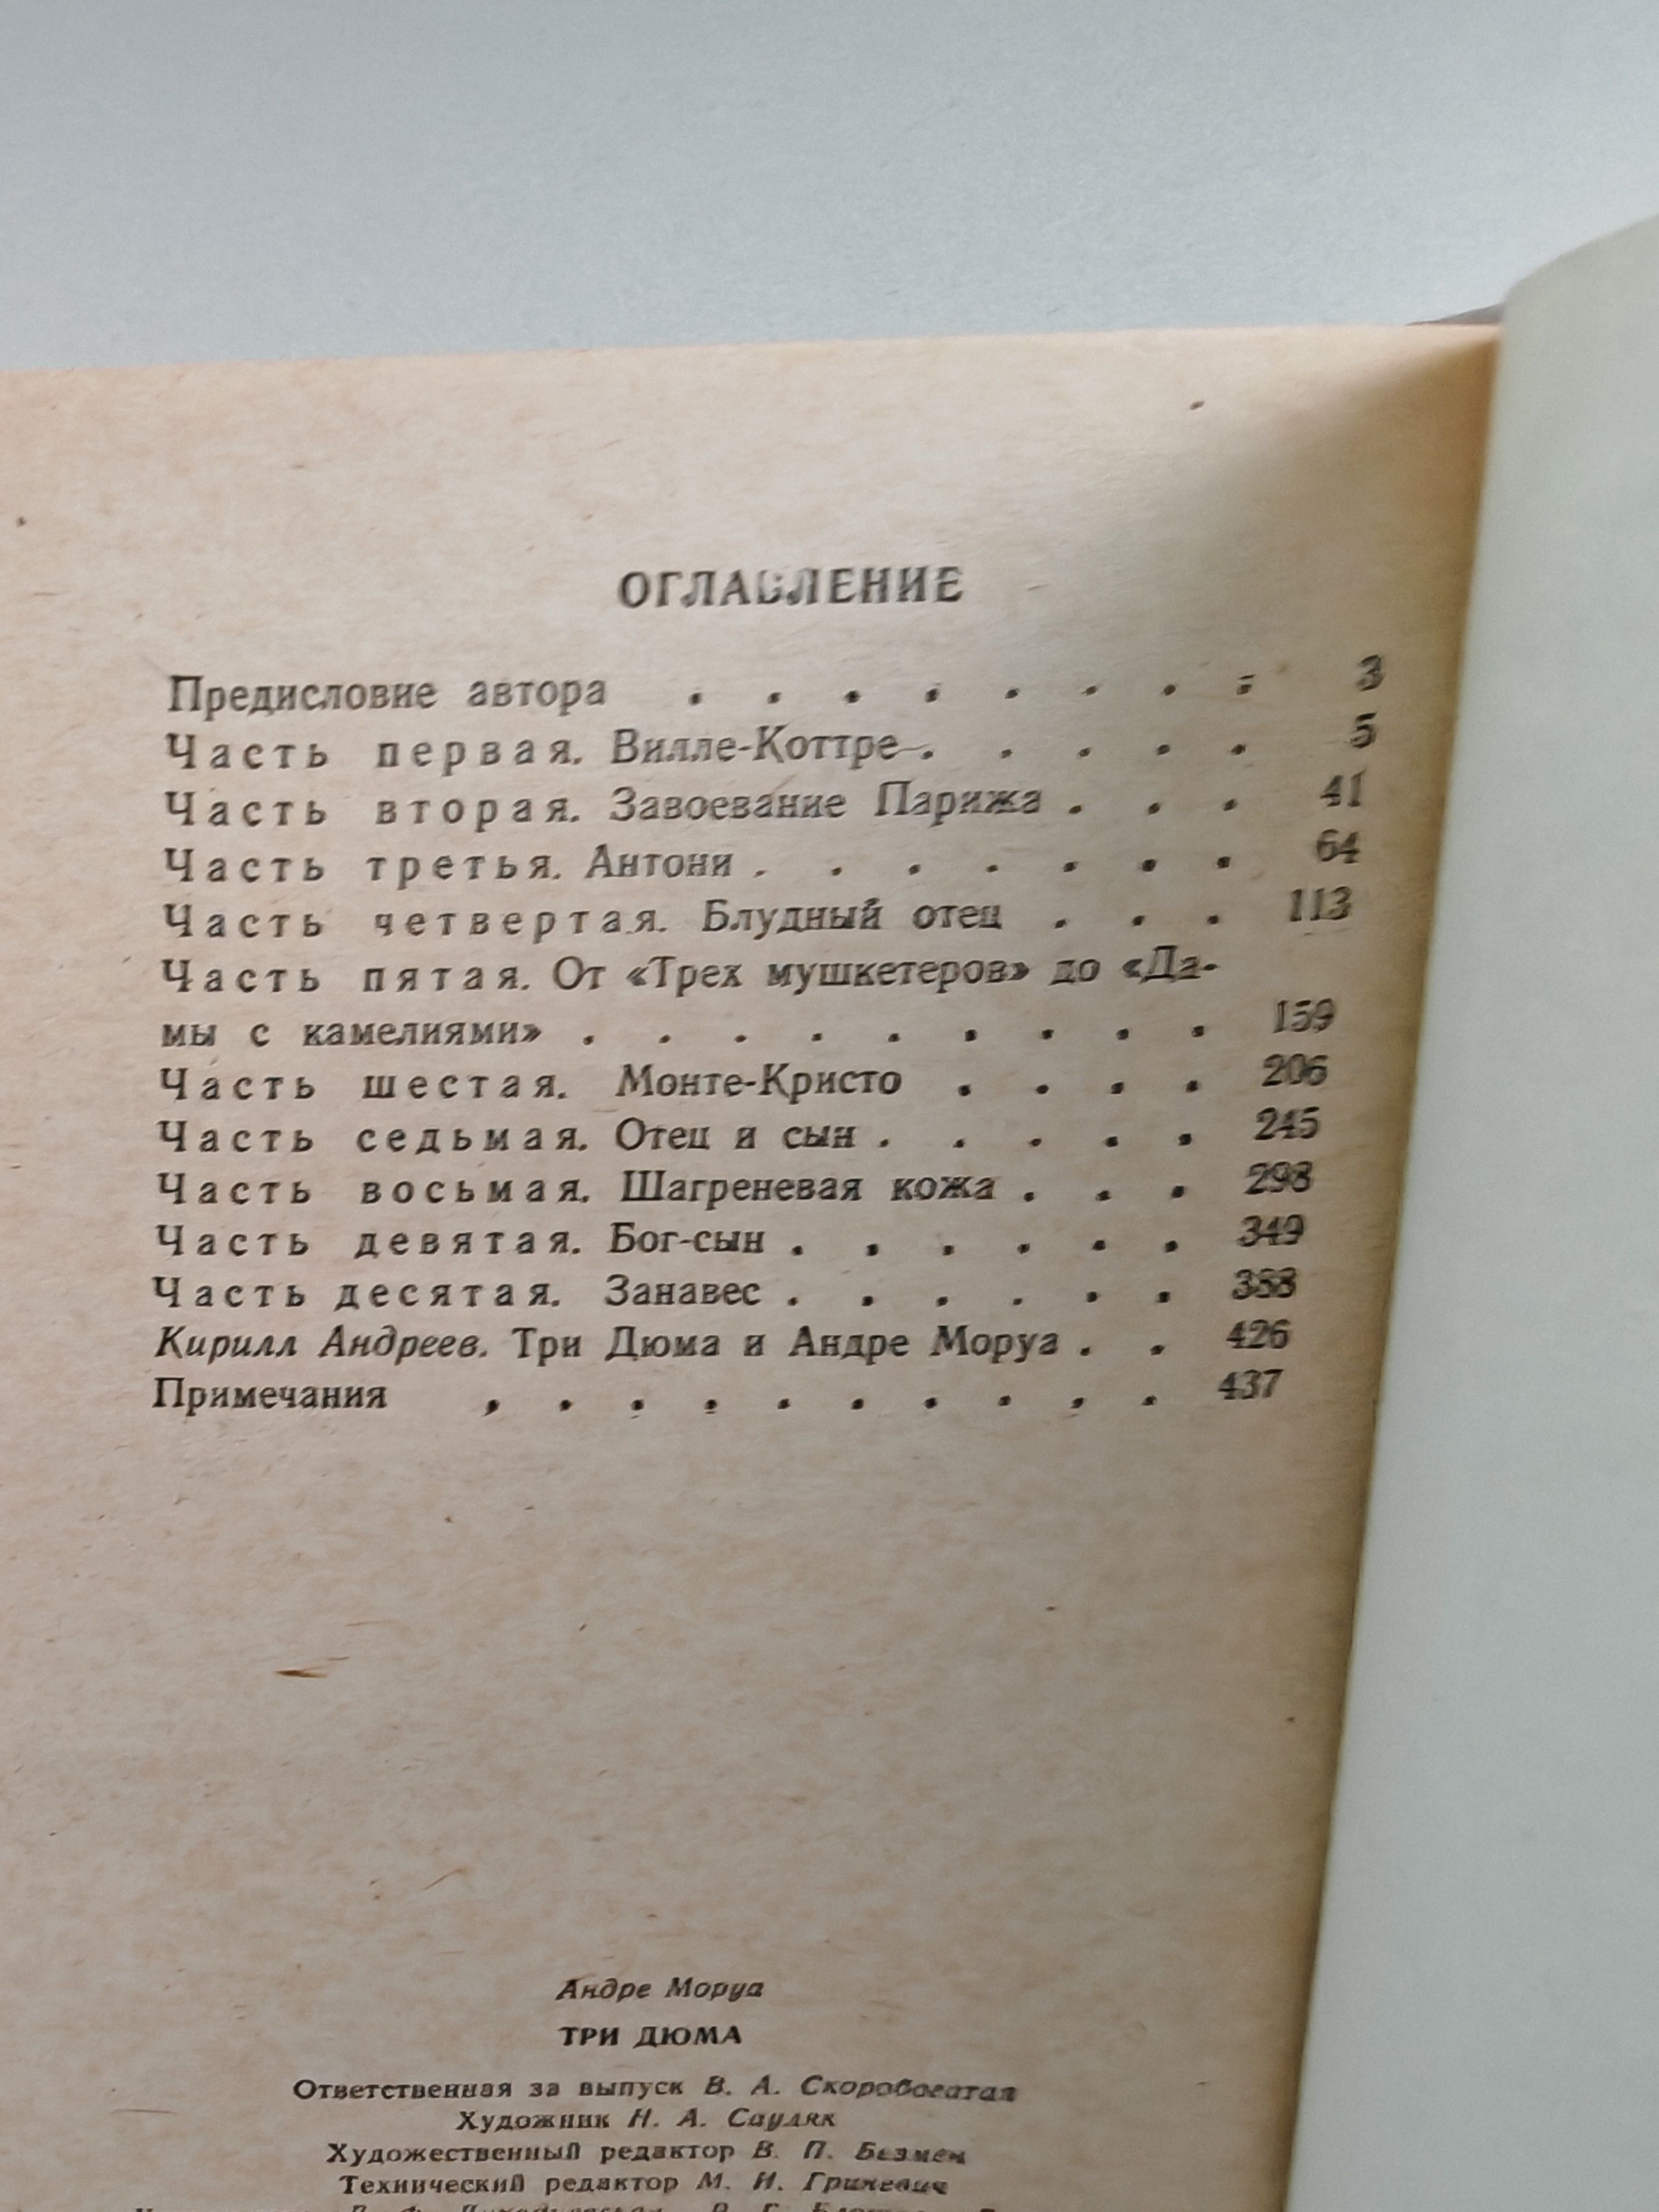 ОГЛАВЛЕНИЕ
Предисловие автора . . . . . . . . 3
Часть первая. Вилле-Коттре . . . . . 5
Часть вторая. Завоевание Парижа . . . 41
Часть третья. Антони . . . . . . . 64
Часть четвертая. Блудный отец . . . 113
Часть пятая. От «Трех мушкетеров» до «Да-
мы с камелиями» . . . . . . . . . 159
Часть шестая. Монте-Кристо . . . . 206
Часть седьмая. Отец и сын . . . . . 245
Часть восьмая. Шагреневая кожа . . . 298
Часть девятая. Бог-сын . . . . . . 349
Часть десятая. Занавес . . . . . . 388
Кирилл Андреев. Три Дюма и Андре Моруа . . 426
Примечания . . . . . . . . . . 437
Андре Моруа
ТРИ ДЮМА
Ответственная за выпуск В. А. Скоробогатая
Художник Н. А. Сауляк
Художественный редактор В. П. Безмен
Технический редактор М. И. Гриневич